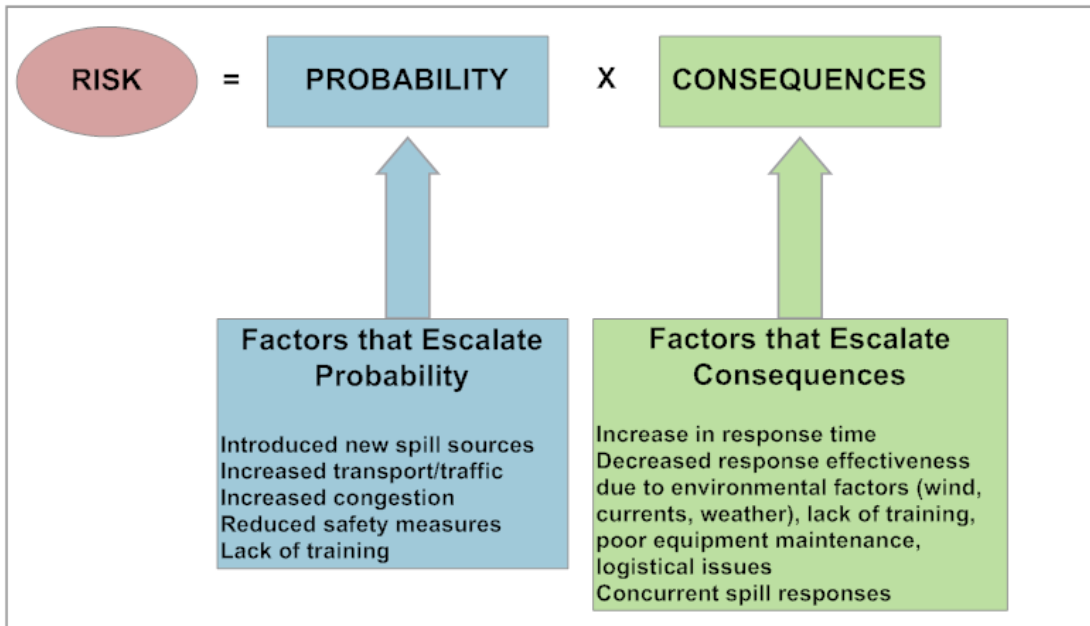 RISK = PROBABILITY X CONSEQUENCES
Factors that Escalate
Probability
Introduced new spill sources
Increased transport/traffic
Increased congestion
Reduced safety measures
Lack of training
Factors that Escalate
Consequences
Increase in response time
Decreased response effectiveness
due to environmental factors (wind,
currents, weather), lack of training,
poor equipment maintenance,
logistical issues
Concurrent spill responses